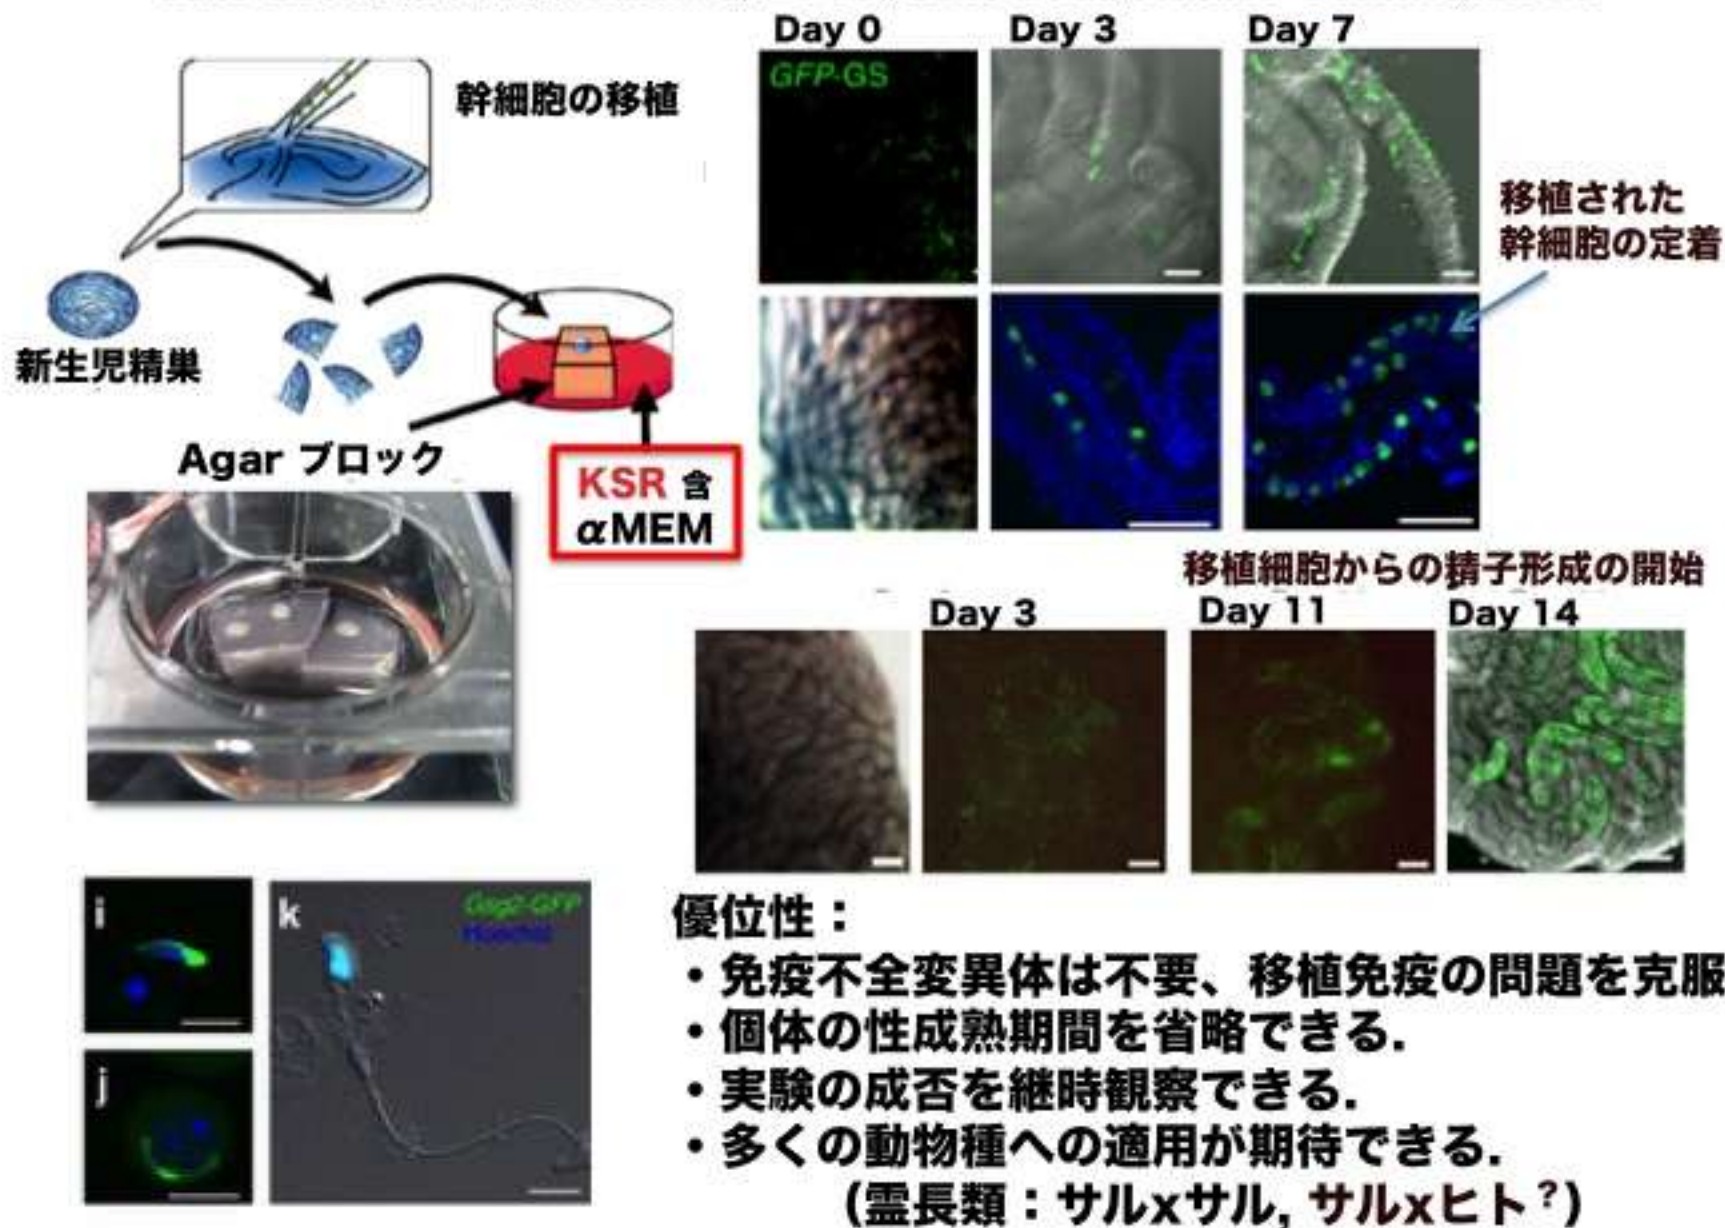 Day 0
Day 3
Day 7
GFP-GS
幹細胞の移植
移植された
幹細胞の定着
新生児精巣
Agar ブロック
KSR 含
αMEM
移植細胞からの精子形成の開始
Day 3
Day 11
Day 14
i
j
k
Gsg2-GFP
Hoechst
優位性：
・免疫不全変異体は不要、移植免疫の問題を克服
・個体の性成熟期間を省略できる.
・実験の成否を継時観察できる.
・多くの動物種への適用が期待できる.
(霊長類：サルxサル, サルxヒト?)